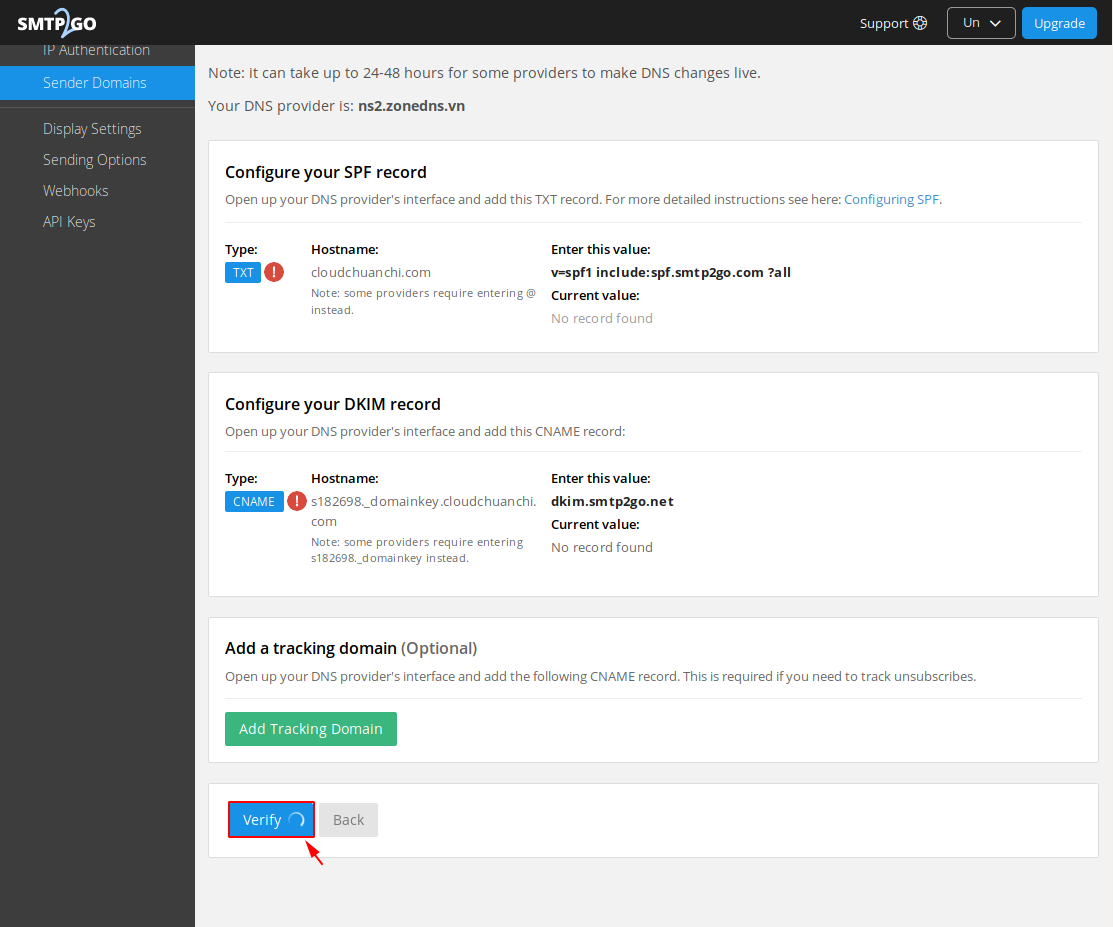 SMTP2GO
Support
Un
Upgrade
IP Authentication
Sender Domains
Display Settings
Sending Options
Webhooks
API Keys
Note: it can take up to 24-48 hours for some providers to make DNS changes live.
Your DNS provider is: ns2.zonedns.vn
Configure your SPF record
Open up your DNS provider's interface and add this TXT record. For more detailed instructions see here: Configuring SPF.
Type:
TXT
!
Hostname:
cloudchuanchi.com
Note: some providers require entering @
instead.
Enter this value:
v=spf1 include:spf.smtp2go.com ?all
Current value:
No record found
Configure your DKIM record
Open up your DNS provider's interface and add this CNAME record:
Type:
CNAME
!
Hostname:
s182698._domainkey.cloudchuanchi.
com
Note: some providers require entering
s182698._domainkey instead.
Enter this value:
dkim.smtp2go.net
Current value:
No record found
Add a tracking domain (Optional)
Open up your DNS provider's interface and add the following CNAME record. This is required if you need to track unsubscribes.
Add Tracking Domain
Verify
Back